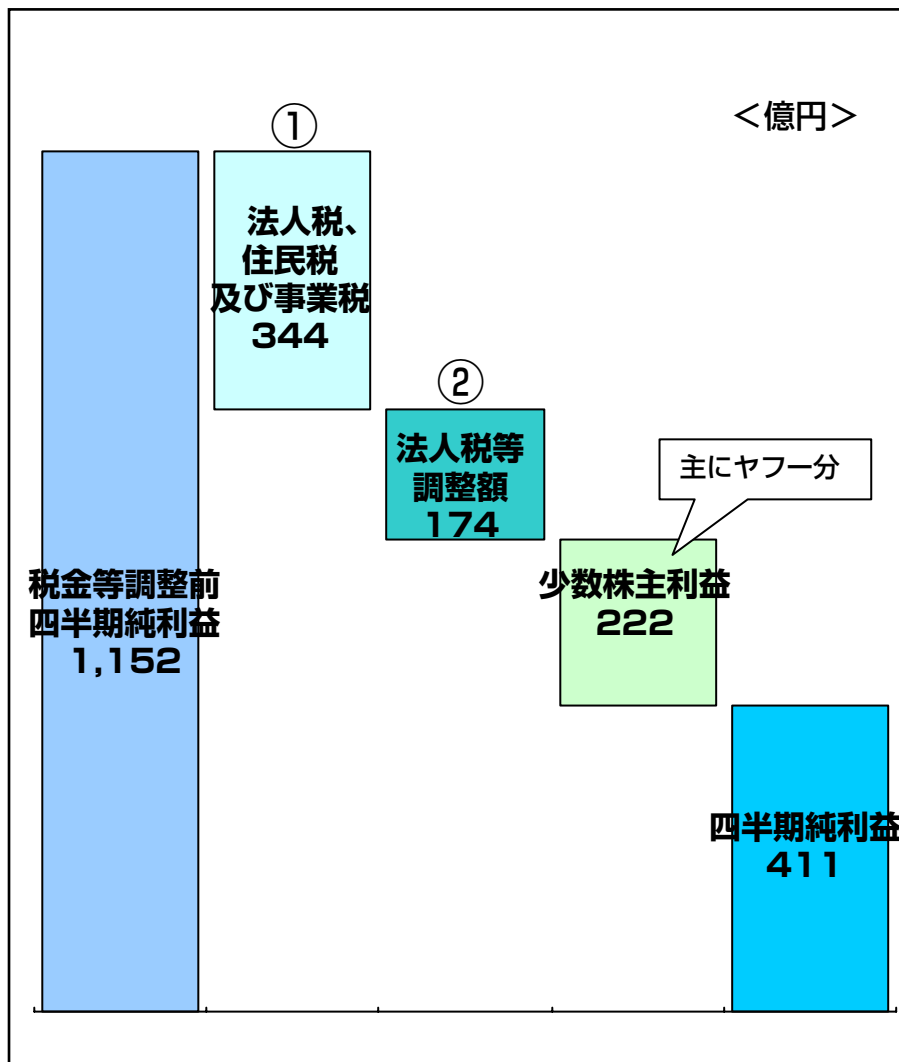 ＜億円＞
①
法人税、
住民税
及び事業税
344
②
法人税等
調整額
174
主にヤフー分
税金等調整前
四半期純利益
1,152
少数株主利益
222
四半期純利益
411